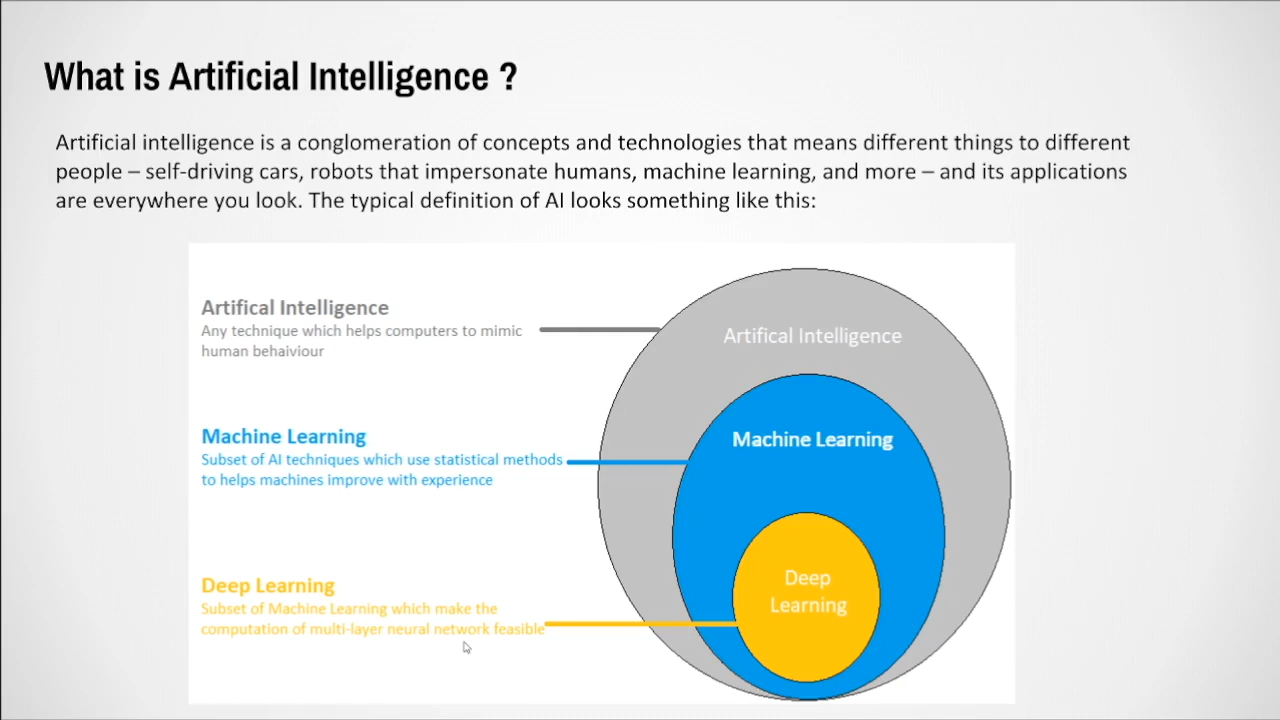 What is Artificial Intelligence ?
Artificial intelligence is a conglomeration of concepts and technologies that means different things to different
people – self-driving cars, robots that impersonate humans, machine learning, and more – and its applications
are everywhere you look. The typical definition of AI looks something like this:
Artifical Intelligence
Any technique which helps computers to mimic
human behaiviour
Machine Learning
Subset of AI techniques which use statistical methods
to helps machines improve with experience
Deep Learning
Subset of Machine Learning which make the
computation of multi-layer neural network feasible
Artifical Intelligence
Machine Learning
Deep
Learning